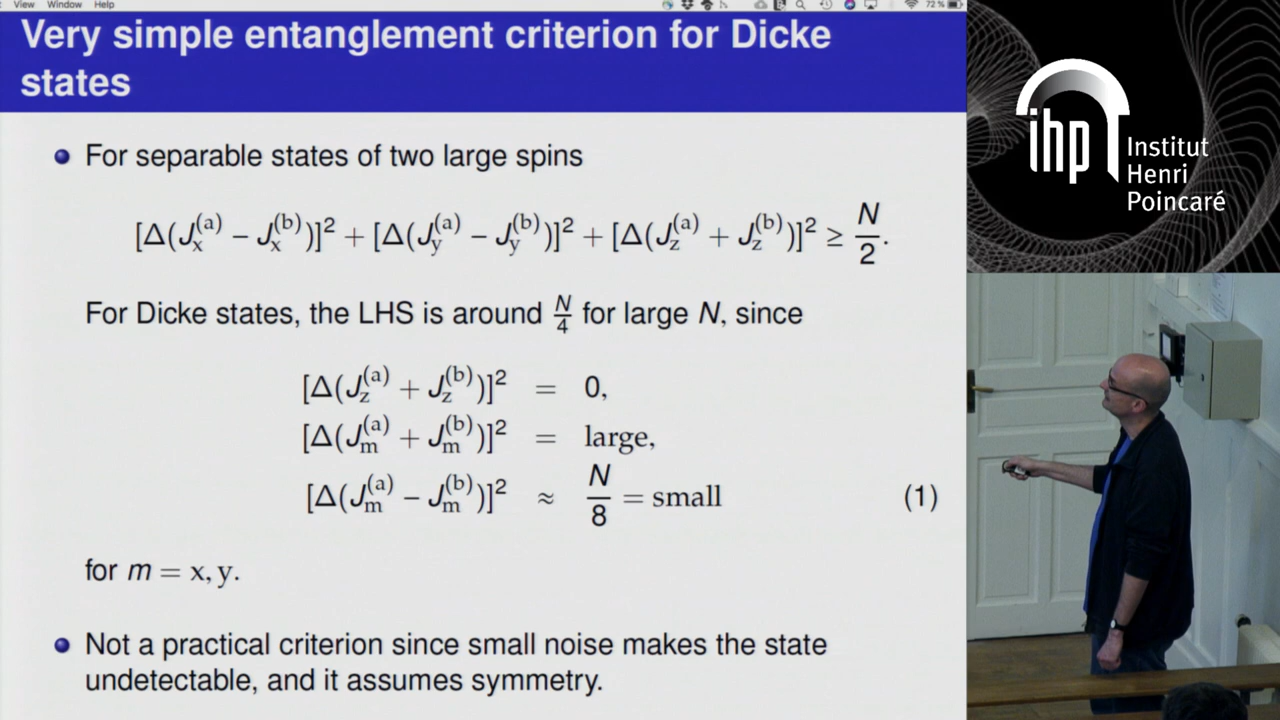 View Window Help 72 %
Very simple entanglement criterion for Dicke
states
For separable states of two large spins
[Δ(J_x^(a) − J_x^(b))]² + [Δ(J_y^(a) − J_y^(b))]² + [Δ(J_z^(a) + J_z^(b))]² ≥ N/2.
For Dicke states, the LHS is around N/4 for large N, since
[Δ(J_z^(a) + J_z^(b))]² = 0,
[Δ(J_m^(a) + J_m^(b))]² = large,
[Δ(J_m^(a) − J_m^(b))]² ≈ N/8 = small (1)
for m = x, y.
Not a practical criterion since small noise makes the state
undetectable, and it assumes symmetry.
ihp
Institut
Henri
Poincaré